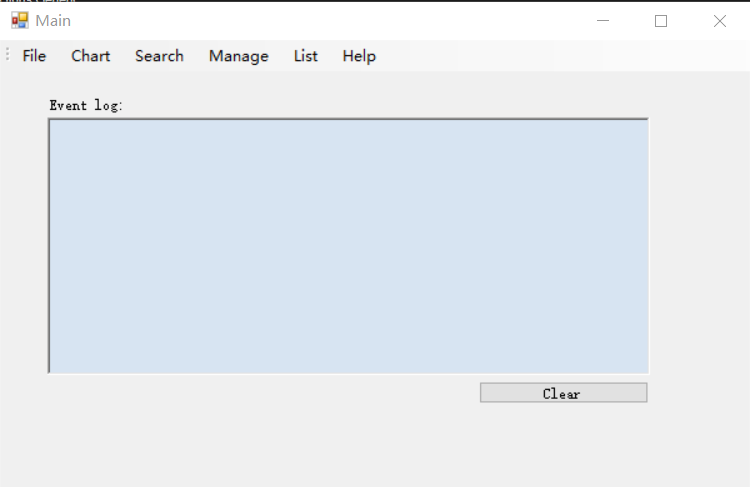 Main
File Chart Search Manage List Help
Event log:
Clear